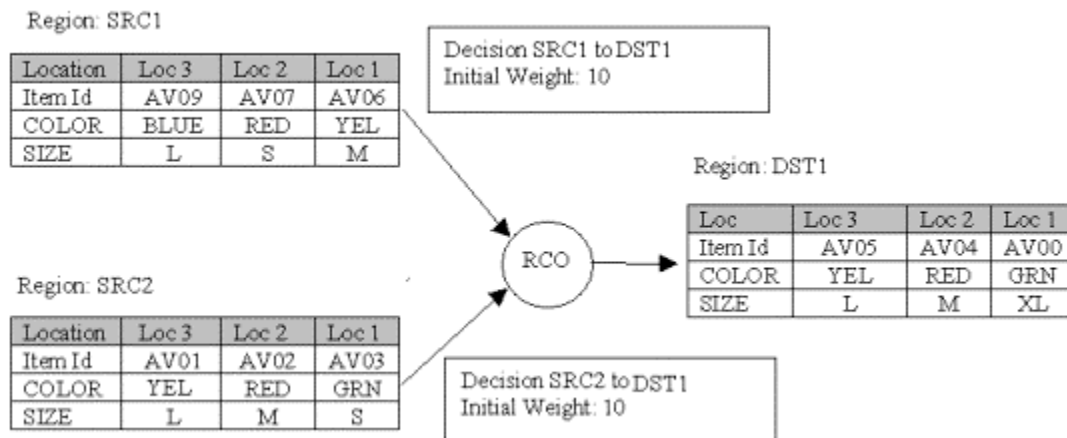 Region: SRC1
Location Loc 3 Loc 2 Loc 1
Item Id AV09 AV07 AV06
COLOR BLUE RED YEL
SIZE L S M
Decision SRC1 to DST1
Initial Weight: 10
Region: DST1
Loc Loc 3 Loc 2 Loc 1
Item Id AV05 AV04 AV00
COLOR YEL RED GRN
SIZE L M XL
RCO
Region: SRC2
Location Loc 3 Loc 2 Loc 1
Item Id AV01 AV02 AV03
COLOR YEL RED GRN
SIZE L M S
Decision SRC2 to DST1
Initial Weight: 10